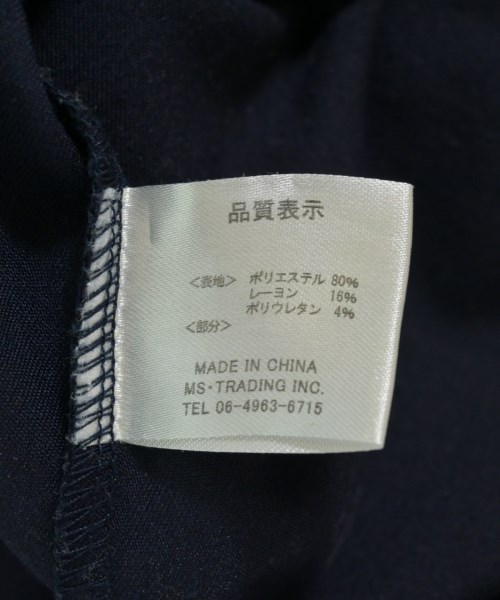 品質表示
<表地> ポリエステル 80%
レーヨン 16%
ポリウレタン 4%
<部分>
MADE IN CHINA
MS・TRADING INC.
TEL 06-4963-6715